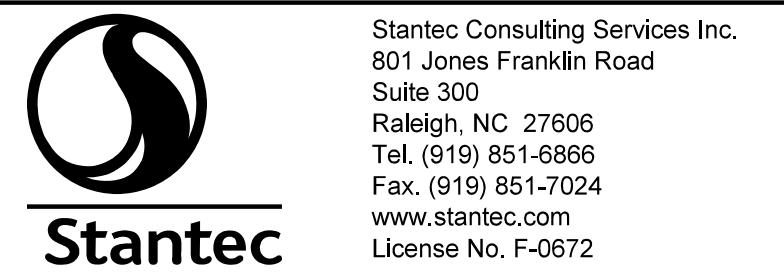 Stantec
Stantec Consulting Services Inc.
801 Jones Franklin Road
Suite 300
Raleigh, NC  27606
Tel. (919) 851-6866
Fax. (919) 851-7024
www.stantec.com
License No. F-0672